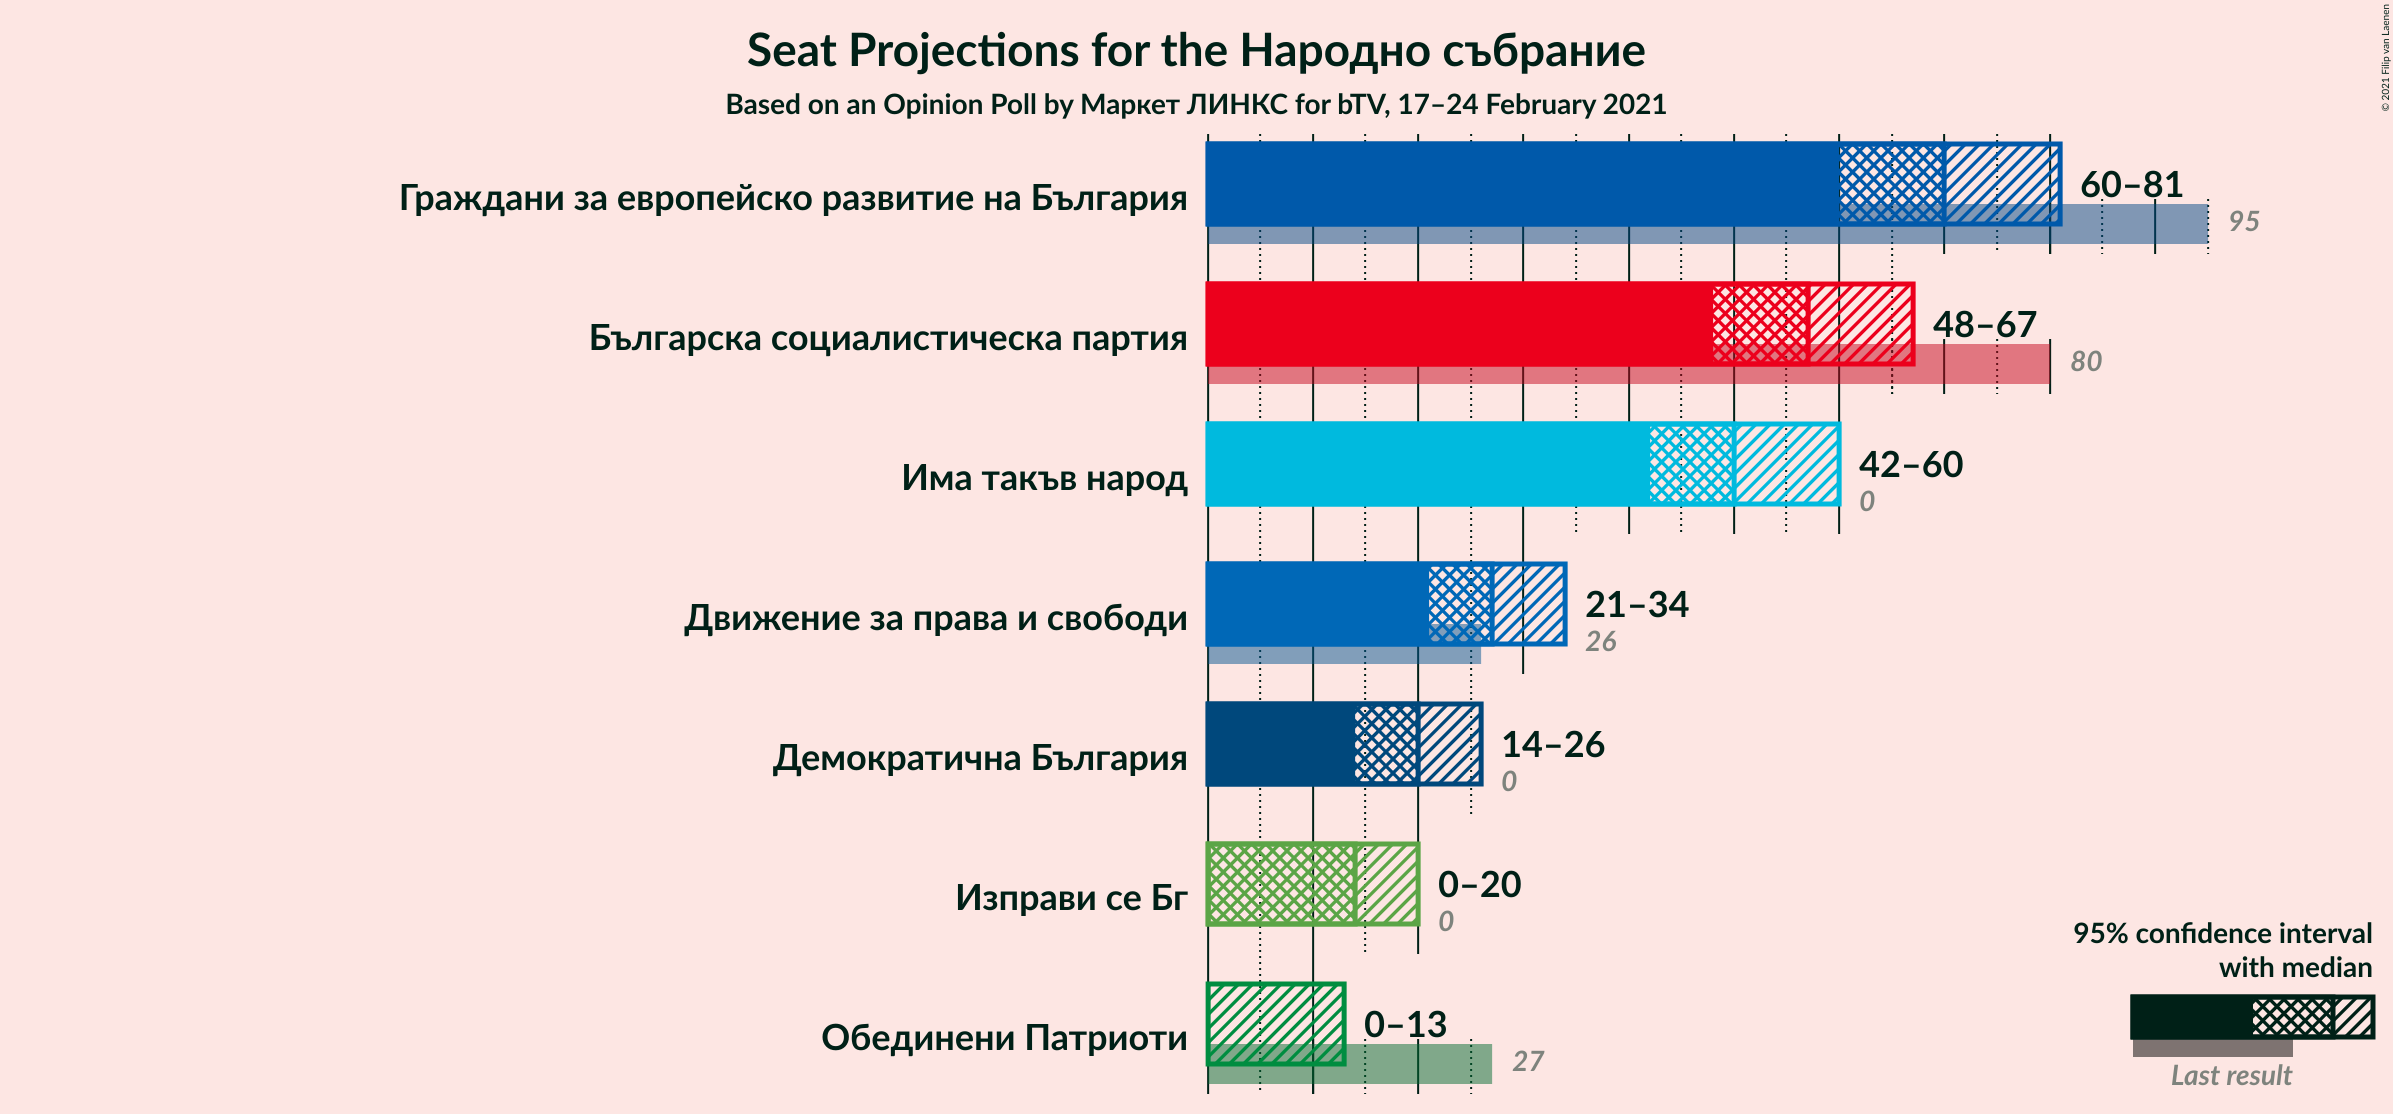 Seat Projections for the Народно събрание
Based on an Opinion Poll by Маркет ЛИНКС for bTV, 17–24 February 2021
© 2021 Filip van Laenen
Граждани за европейско развитие на България
60–81
95
Българска социалистическа партия
48–67
80
Има такъв народ
42–60
0
Движение за права и свободи
21–34
26
Демократична България
14–26
0
Изправи се Бг
0–20
0
Обединени Патриоти
0–13
27
95% confidence interval
with median
Last result